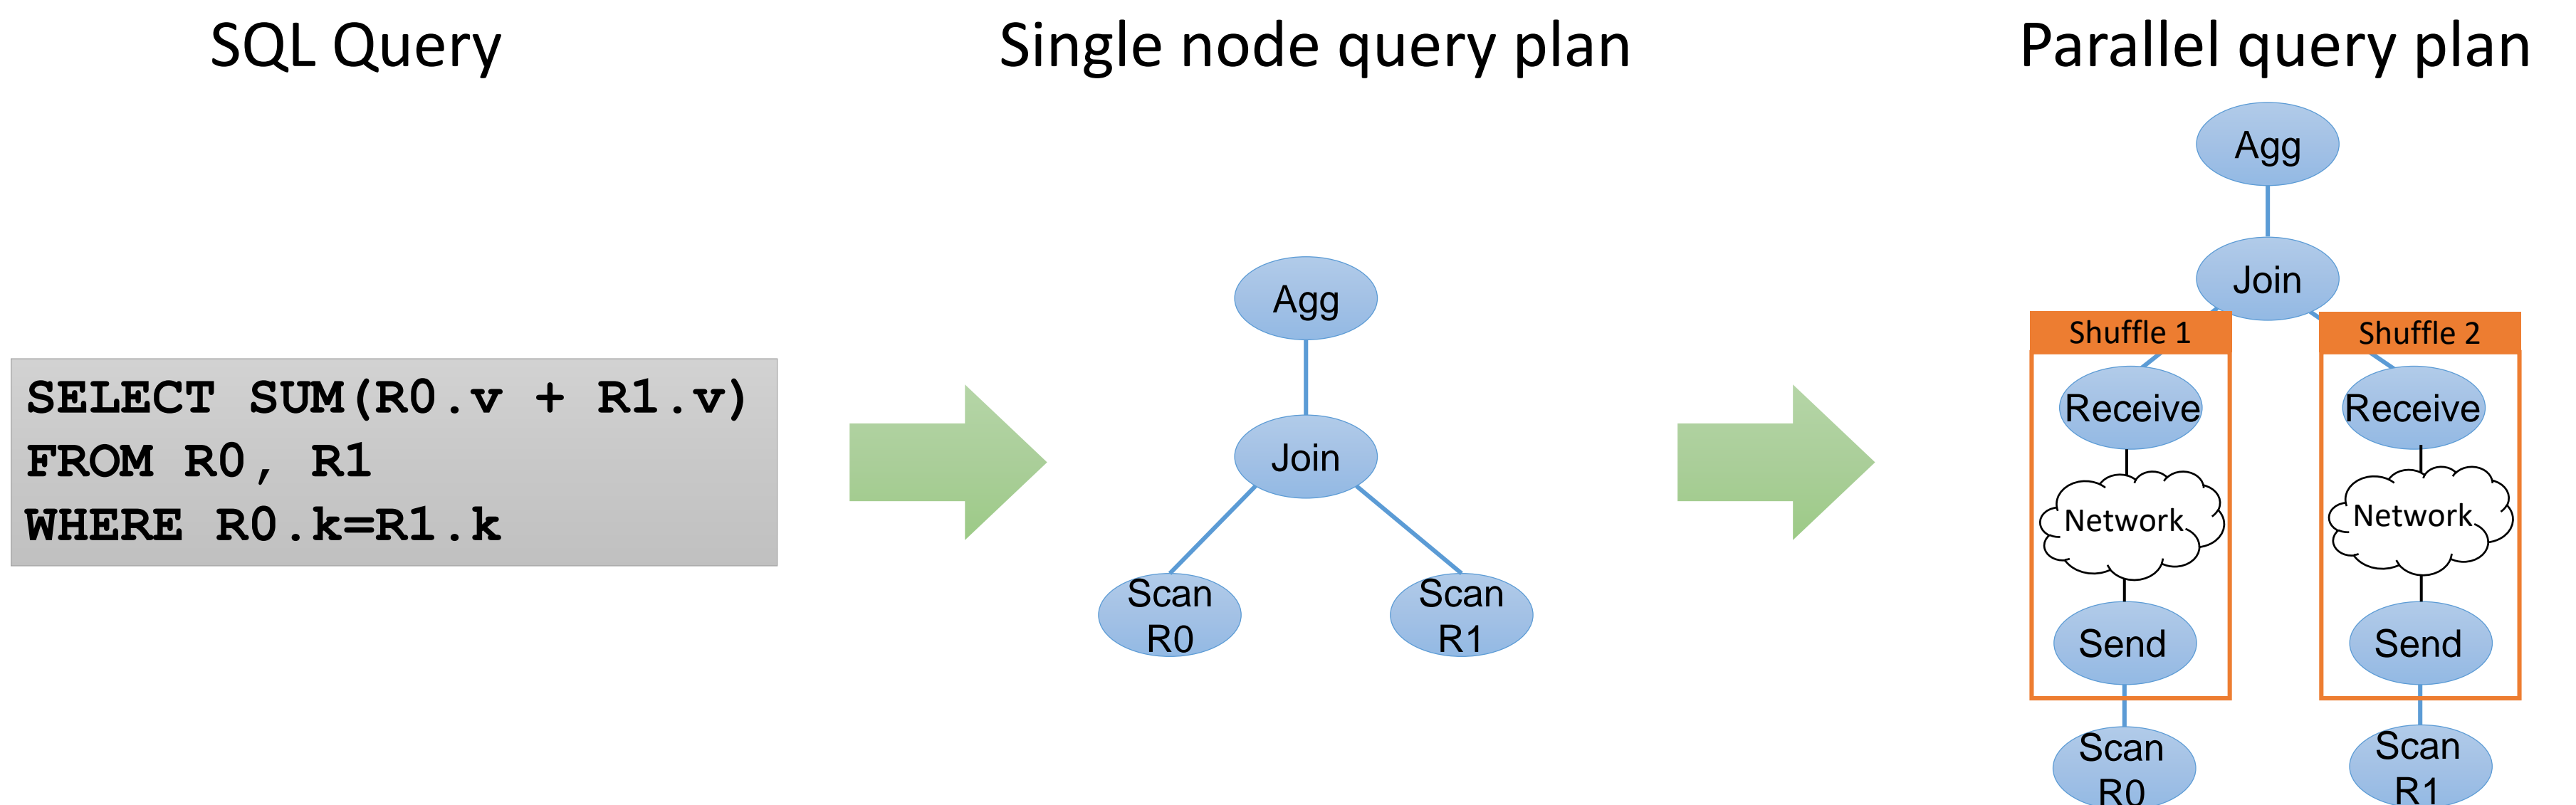 SQL Query
Single node query plan
Parallel query plan
SELECT SUM(R0.v + R1.v)
FROM R0, R1
WHERE R0.k=R1.k
Agg
Join
Scan
R0
Scan
R1
Agg
Join
Shuffle 1
Receive
Network
Send
Scan
R0
Shuffle 2
Receive
Network
Send
Scan
R1